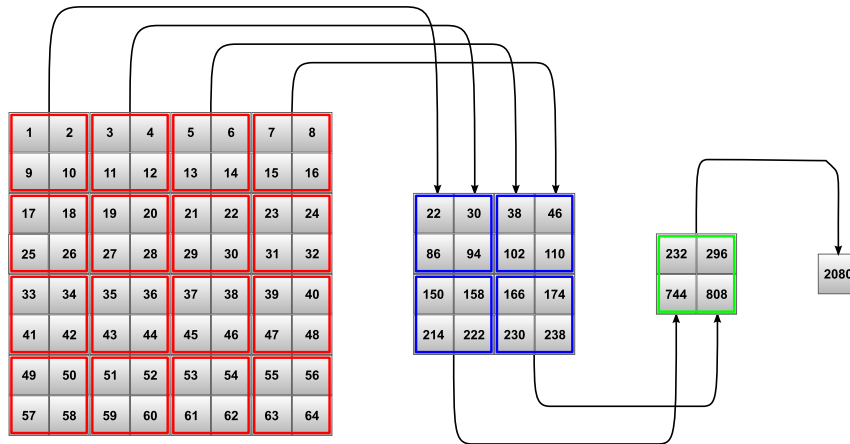 1 2 3 4 5 6 7 8
9 10 11 12 13 14 15 16
17 18 19 20 21 22 23 24
25 26 27 28 29 30 31 32
33 34 35 36 37 38 39 40
41 42 43 44 45 46 47 48
49 50 51 52 53 54 55 56
57 58 59 60 61 62 63 64
22 30 38 46
86 94 102 110
150 158 166 174
214 222 230 238
232 296
744 808
2080